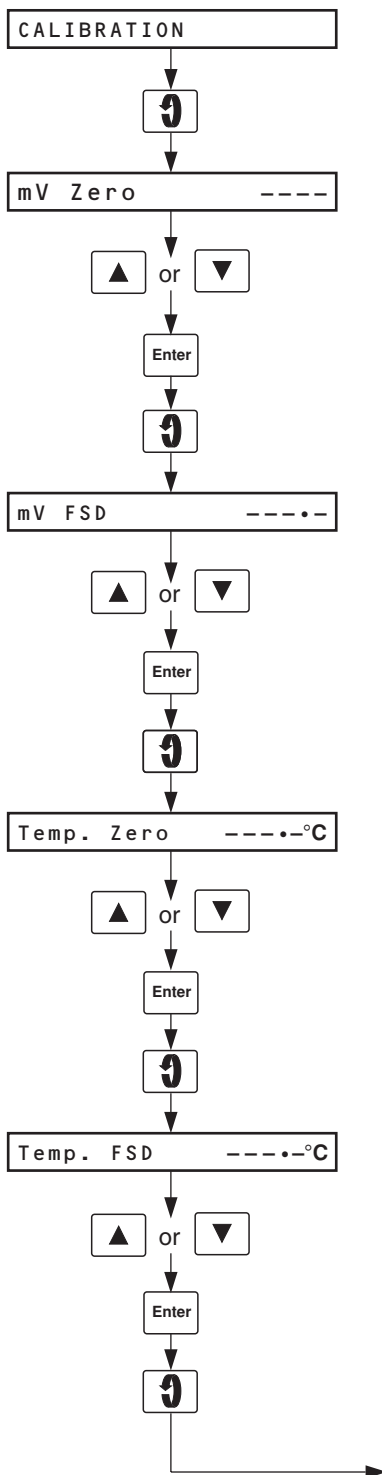 CALIBRATION
mV Zero ––––
▲ or ▼
Enter
mV FSD –––•–
▲ or ▼
Enter
Temp. Zero –––•–°C
▲ or ▼
Enter
Temp. FSD –––•–°C
▲ or ▼
Enter